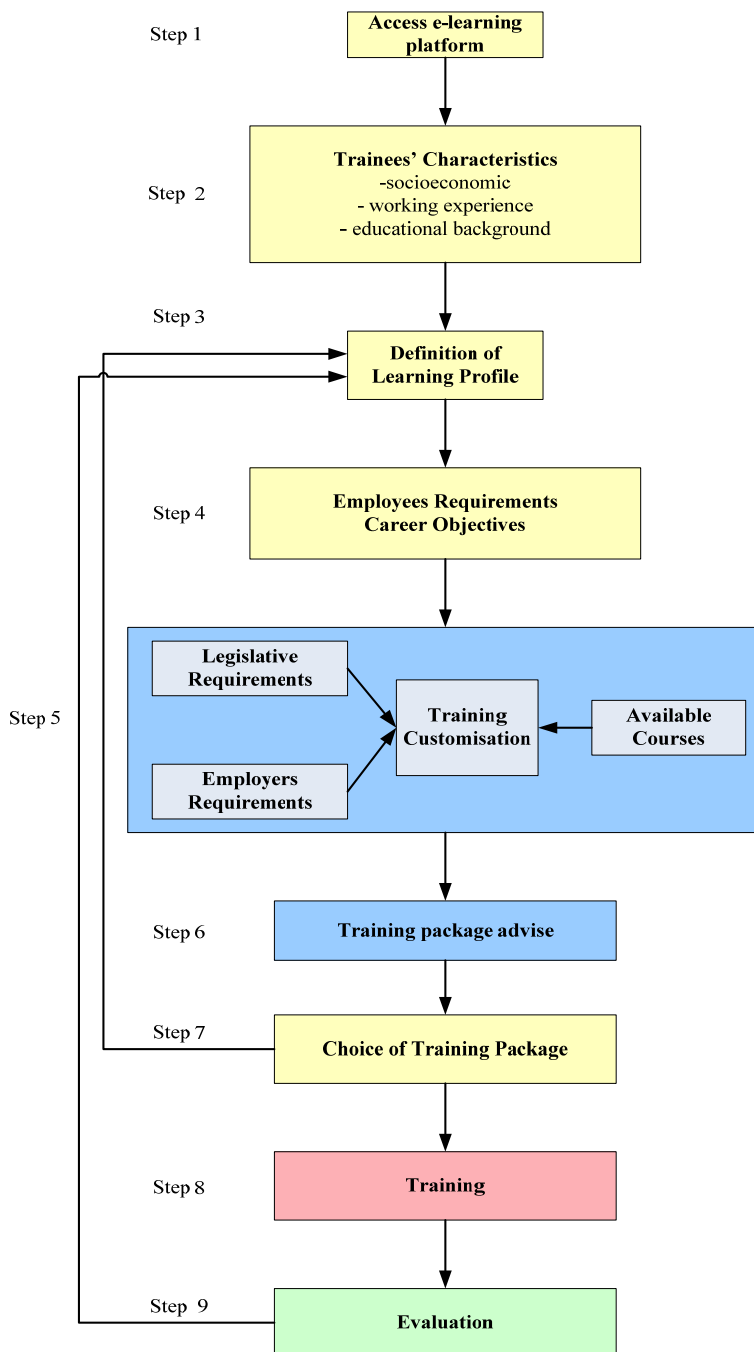 Step 1
Access e-learning
platform
Step 2
Trainees' Characteristics
-socioeconomic
- working experience
- educational background
Step 3
Definition of
Learning Profile
Step 4
Employees Requirements
Career Objectives
Step 5
Legislative
Requirements
Training
Customisation
Available
Courses
Employers
Requirements
Step 6
Training package advise
Step 7
Choice of Training Package
Step 8
Training
Step 9
Evaluation